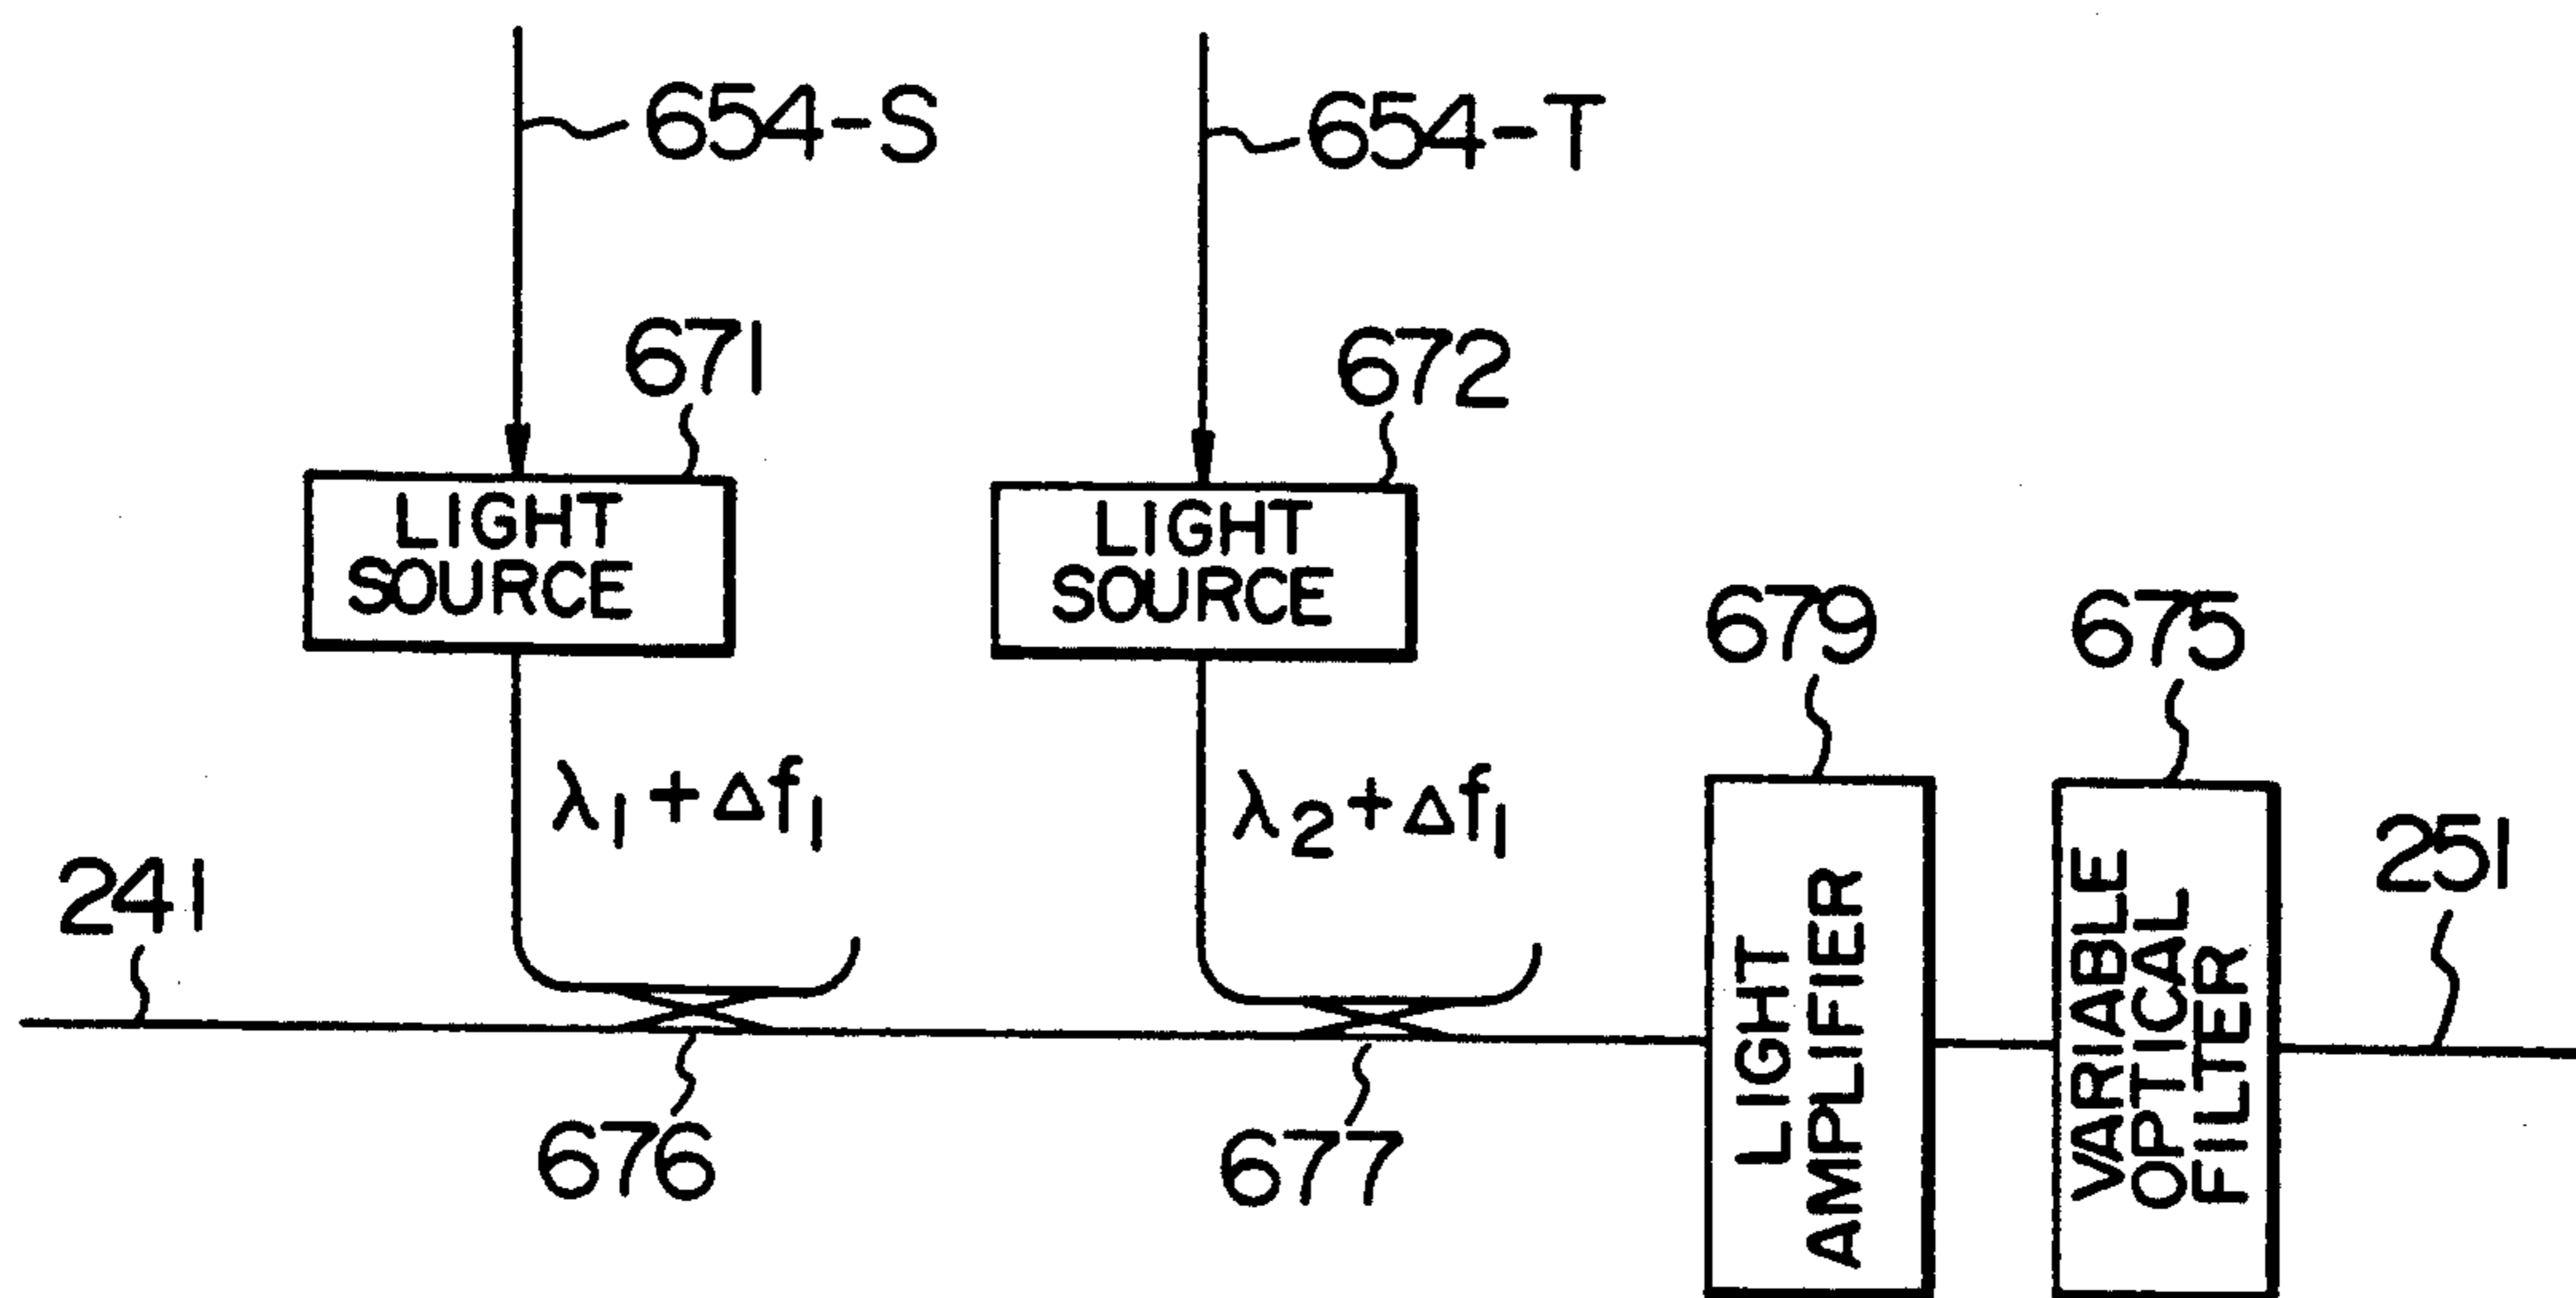 654-S
654-T
671
672
LIGHT
SOURCE
LIGHT
SOURCE
679
675
λ₁ + Δf₁
λ₂ + Δf₁
241
251
LIGHT
AMPLIFIER
VARIABLE
OPTICAL
FILTER
676
677